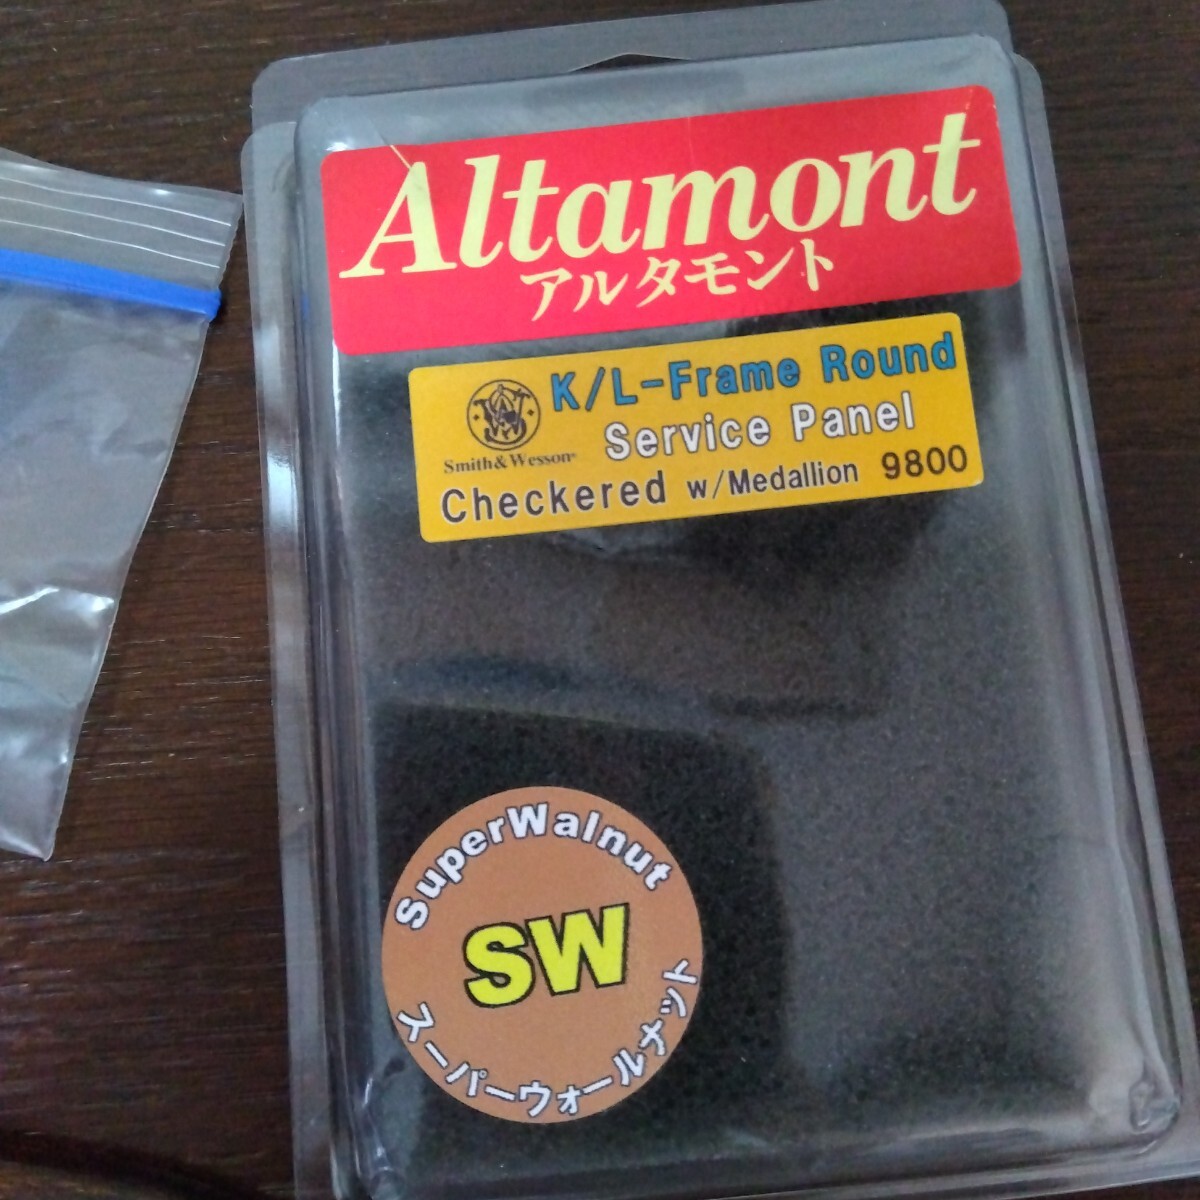 Altamont
アルタモント
K/L-Frame Round
Smith & Wesson®
Service Panel
Checkered w/Medallion 9800
SuperWalnut
SW
スーパーウォールナット